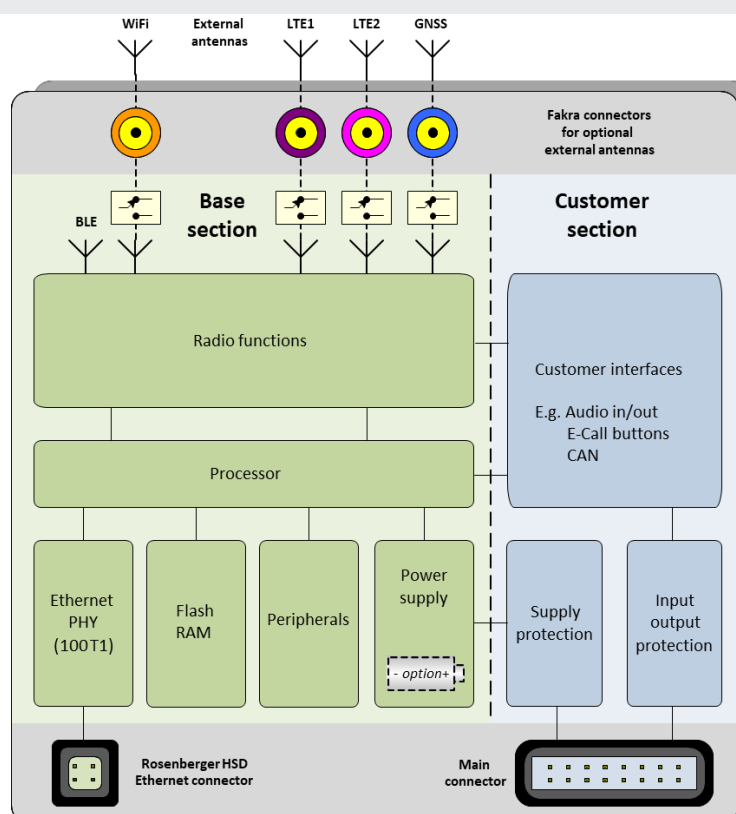 WiFi
External
antennas
LTE1
LTE2
GNSS
Fakra connectors
for optional
external antennas
BLE
Base
section
Customer
section
Radio functions
Customer interfaces
E.g. Audio in/out
E-Call buttons
CAN
Processor
Ethernet
PHY
(100T1)
Flash
RAM
Peripherals
Power
supply
- option+
Supply
protection
Input
output
protection
Rosenberger HSD
Ethernet connector
Main
connector